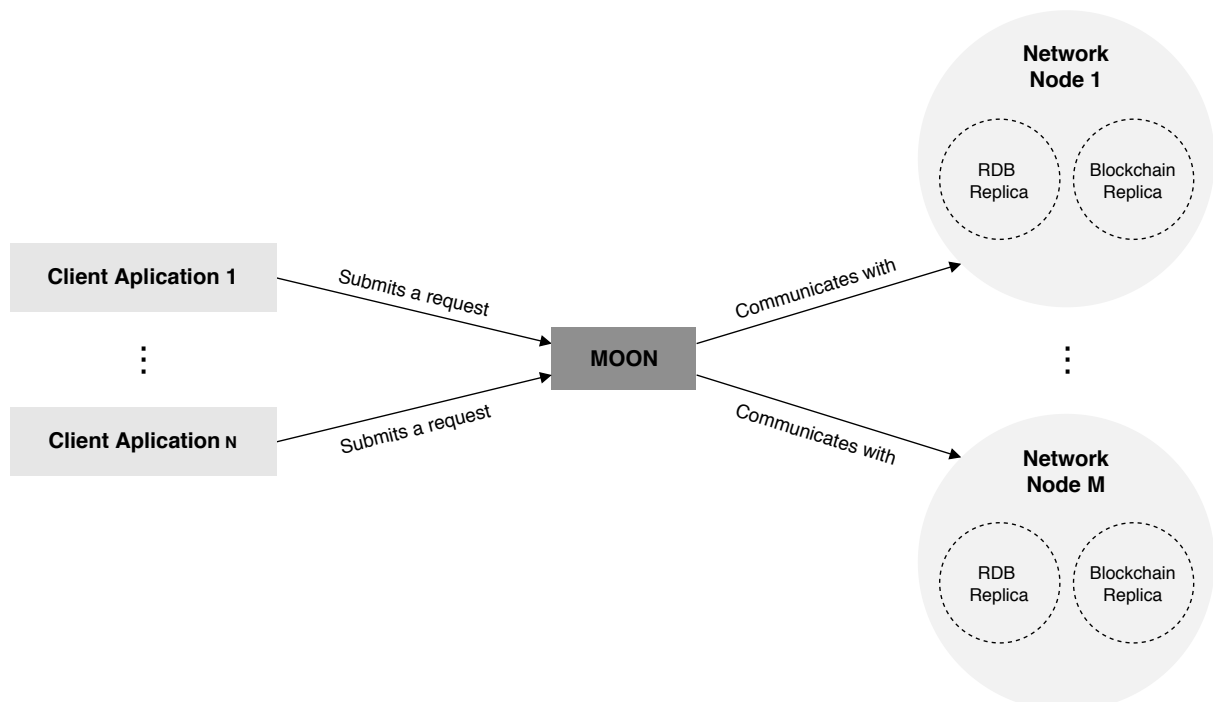 Client Aplication 1
⋮
Client Aplication N
Submits a request
Submits a request
MOON
Communicates with
Communicates with
Network
Node 1
RDB
Replica
Blockchain
Replica
⋮
Network
Node M
RDB
Replica
Blockchain
Replica